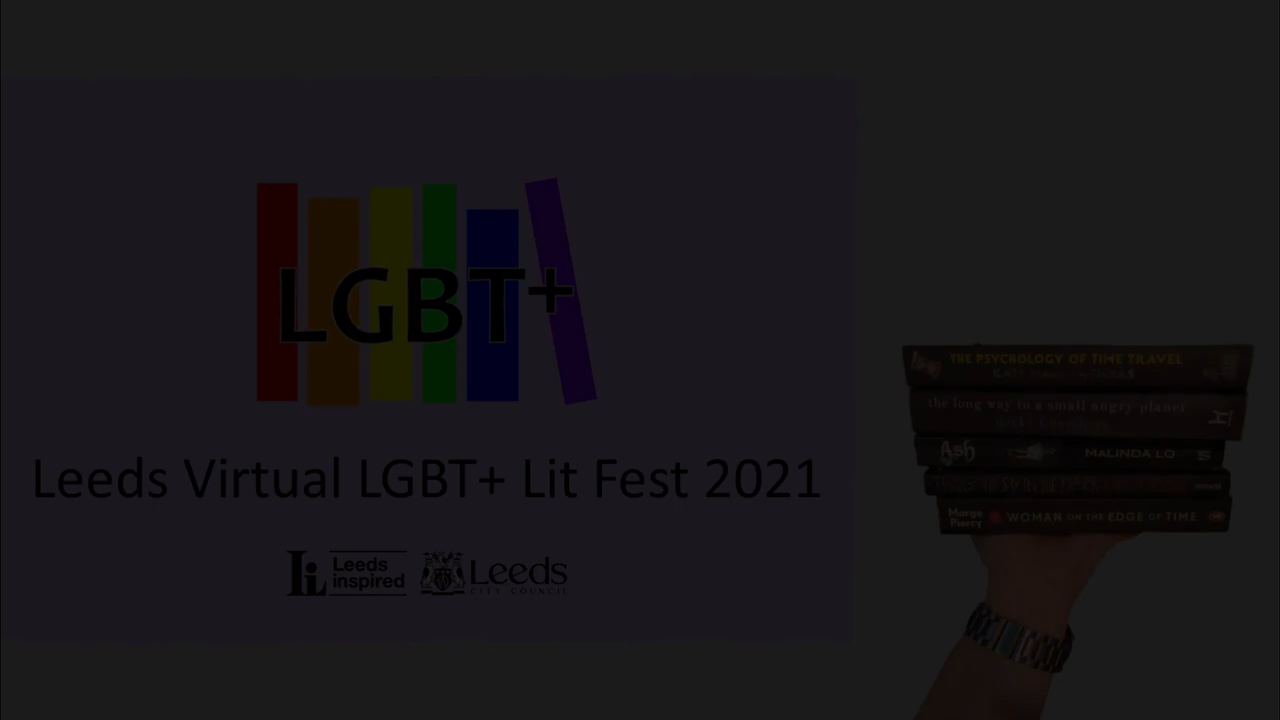 LGBT+
Leeds Virtual LGBT+ Lit Fest 2021
Li
Leeds
inspired
Leeds
CITY COUNCIL
THE PSYCHOLOGY OF TIME TRAVEL
the long way to a small angry planet
Ash
MALINDA LO
Marge
Piercy
WOMAN ON THE EDGE OF TIME